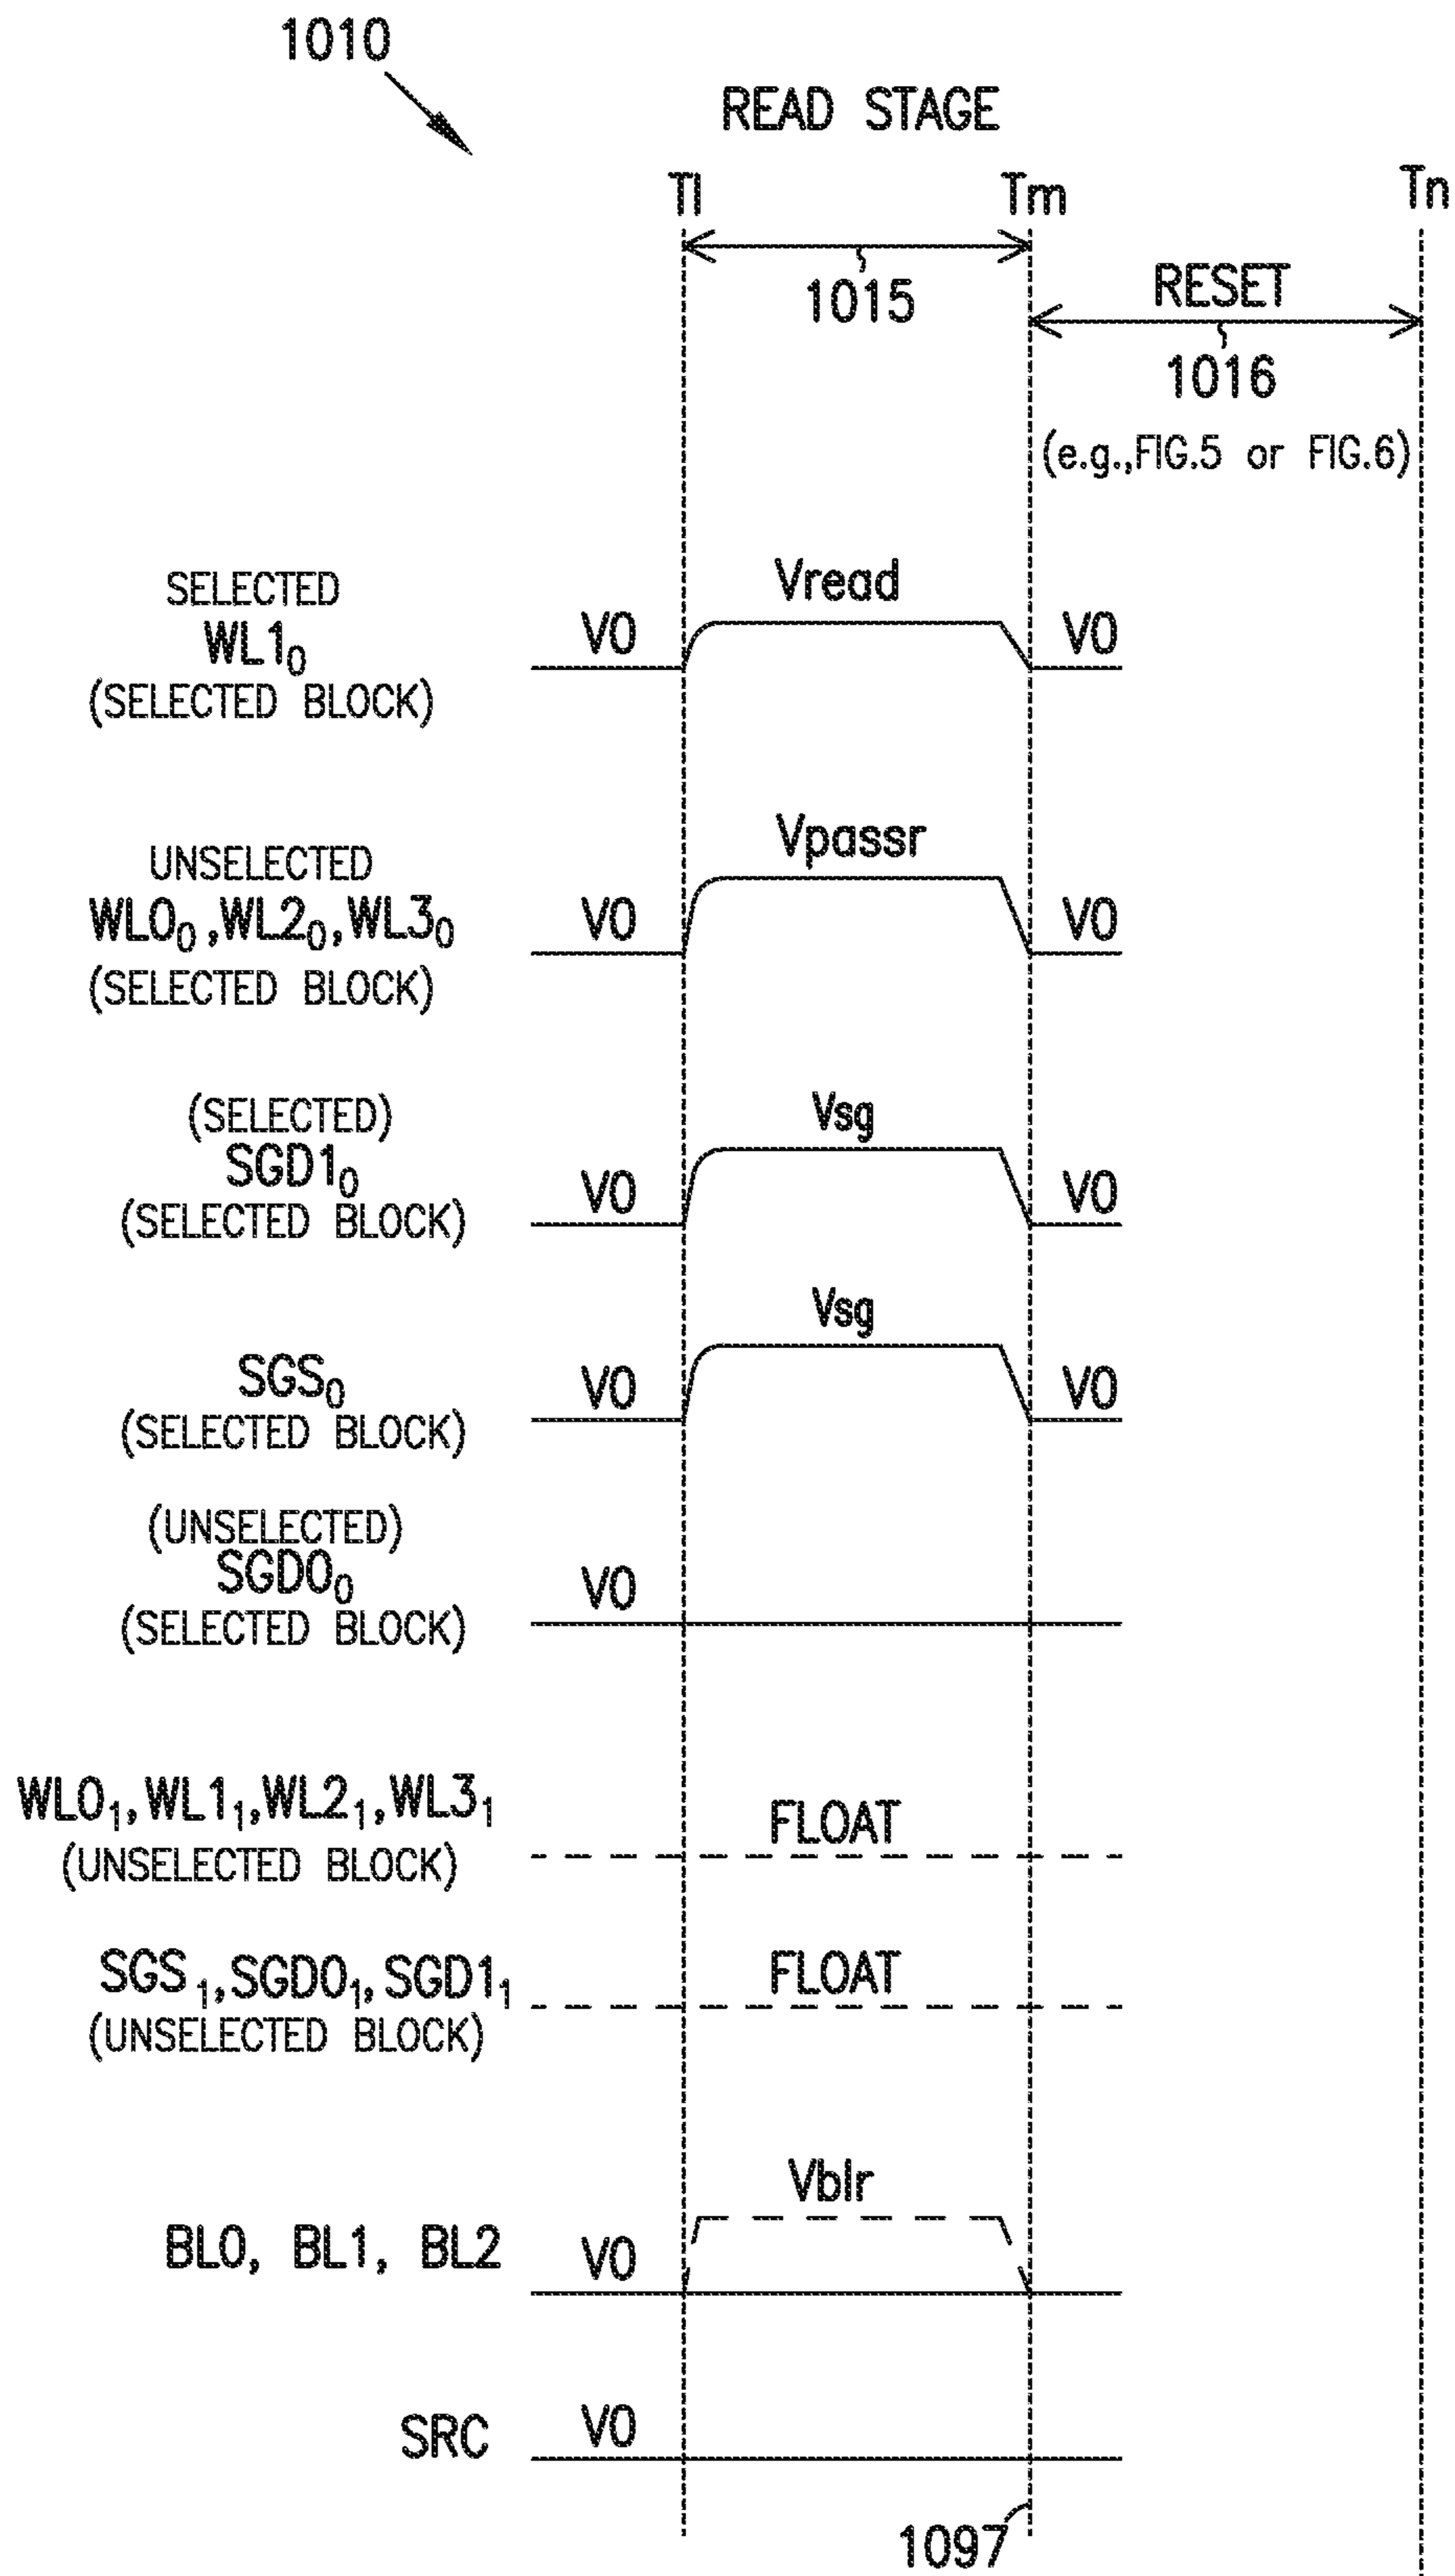 1010
READ STAGE
Tl Tm Tn
1015
RESET
1016
(e.g.,FIG.5 or FIG.6)
SELECTED
WL1₀
(SELECTED BLOCK)
V0 Vread V0
UNSELECTED
WL0₀,WL2₀,WL3₀
(SELECTED BLOCK)
V0 Vpassr V0
(SELECTED)
SGD1₀
(SELECTED BLOCK)
V0 Vsg V0
SGS₀
(SELECTED BLOCK)
V0 Vsg V0
(UNSELECTED)
SGD0₀
(SELECTED BLOCK)
V0
WL0₁,WL1₁,WL2₁,WL3₁
(UNSELECTED BLOCK)
FLOAT
SGS₁,SGD0₁,SGD1₁
(UNSELECTED BLOCK)
FLOAT
BL0, BL1, BL2 V0 Vblr
SRC V0
1097